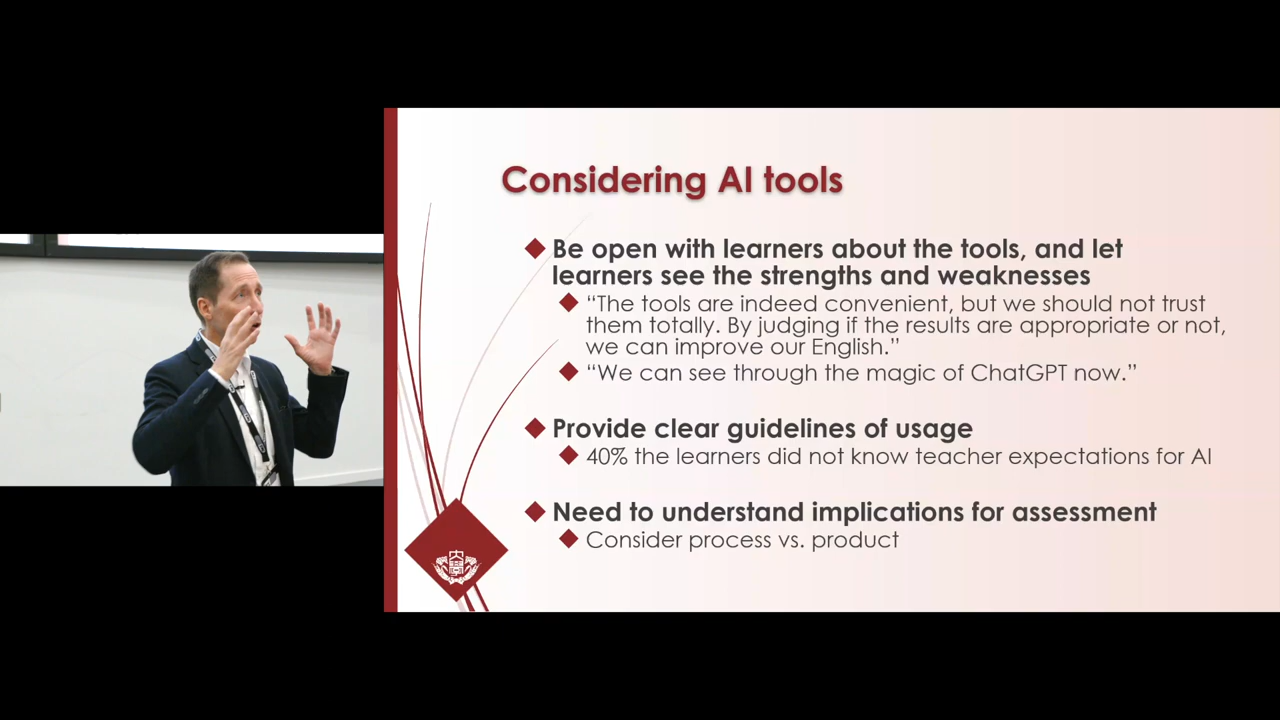 Considering AI tools
Be open with learners about the tools, and let
learners see the strengths and weaknesses
“The tools are indeed convenient, but we should not trust
them totally. By judging if the results are appropriate or not,
we can improve our English.”
“We can see through the magic of ChatGPT now.”
Provide clear guidelines of usage
40% the learners did not know teacher expectations for AI
Need to understand implications for assessment
Consider process vs. product